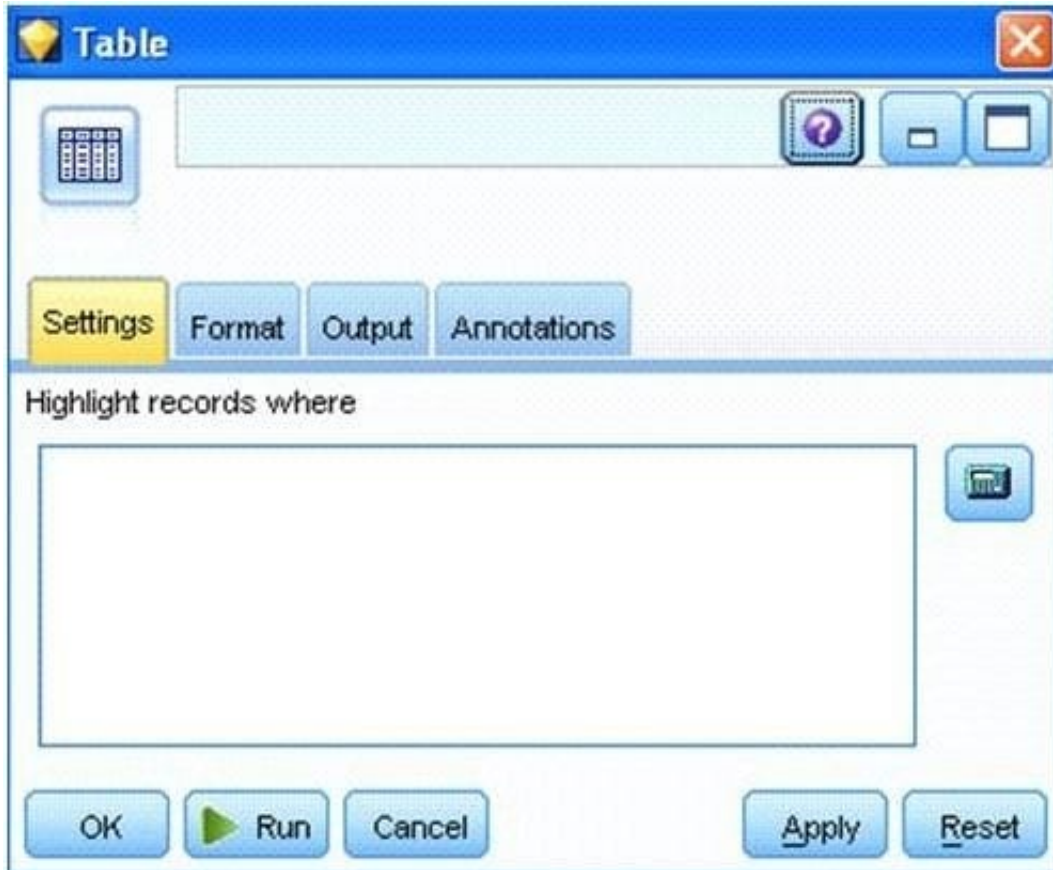 Table
?
Settings Format Output Annotations
Highlight records where
OK Run Cancel Apply Reset